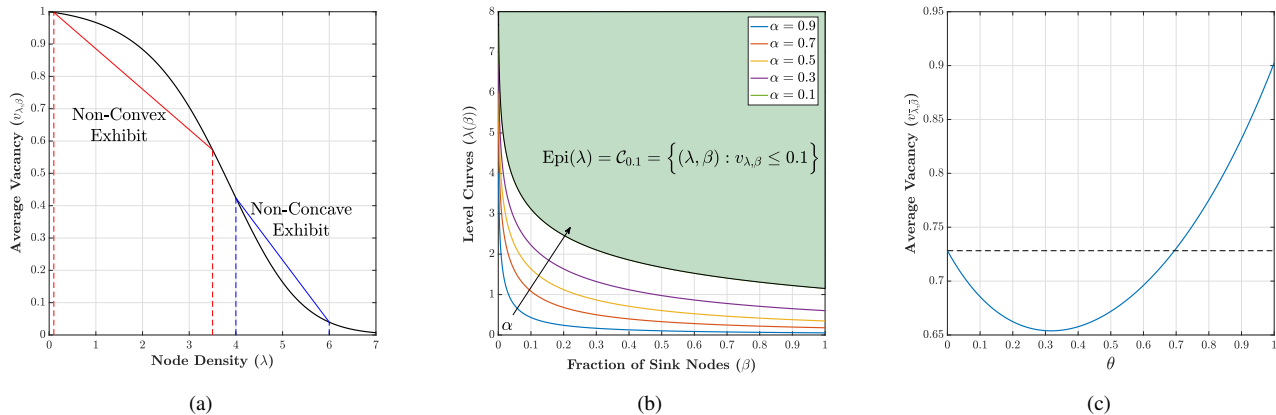 1
0.9
0.8
0.7
0.6
0.5
0.4
0.3
0.2
0.1
0
0
1
2
3
4
5
6
7
Average Vacancy (v_{λ,β})
Node Density (λ)
Non-Convex
Exhibit
Non-Concave
Exhibit
(a)
8
7
6
5
4
3
2
1
0
0
0.1
0.2
0.3
0.4
0.5
0.6
0.7
0.8
0.9
1
Level Curves (λ(β))
Fraction of Sink Nodes (β)
α = 0.9
α = 0.7
α = 0.5
α = 0.3
α = 0.1
Epi(λ) = 𝒞_{0.1} = {(λ, β) : v_{λ,β} ≤ 0.1}
α
(b)
0.95
0.9
0.85
0.8
0.75
0.7
0.65
0
0.1
0.2
0.3
0.4
0.5
0.6
0.7
0.8
0.9
1
Average Vacancy (v_{λ̄,β̄})
θ
(c)